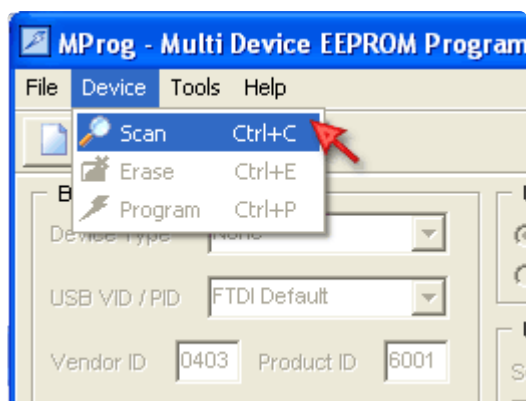 MProg - Multi Device EEPROM Program
File Device Tools Help
Scan Ctrl+C
Erase Ctrl+E
Program Ctrl+P
Device Type None
USB VID / PID FTDI Default
Vendor ID 0403 Product ID 6001